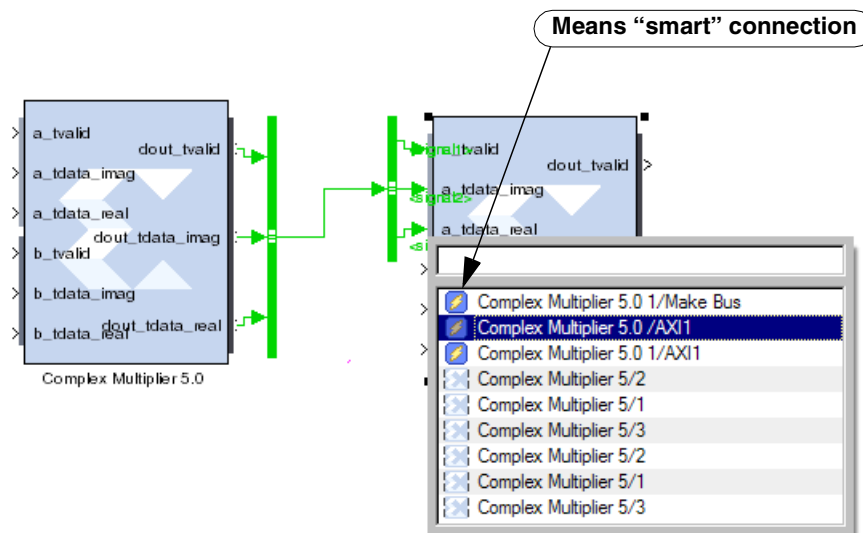 Means “smart” connection
a_tvalid
dout_tvalid
a_tdata_imag
a_tdata_real
dout_tdata_imag
b_tvalid
b_tdata_imag
b_tdata_real
dout_tdata_real
Complex Multiplier 5.0
a_tvalid
dout_tvalid
a_tdata_imag
<signal2>
a_tdata_real
Complex Multiplier 5.0 1/Make Bus
Complex Multiplier 5.0 /AXI1
Complex Multiplier 5.0 1/AXI1
Complex Multiplier 5/2
Complex Multiplier 5/1
Complex Multiplier 5/3
Complex Multiplier 5/2
Complex Multiplier 5/1
Complex Multiplier 5/3